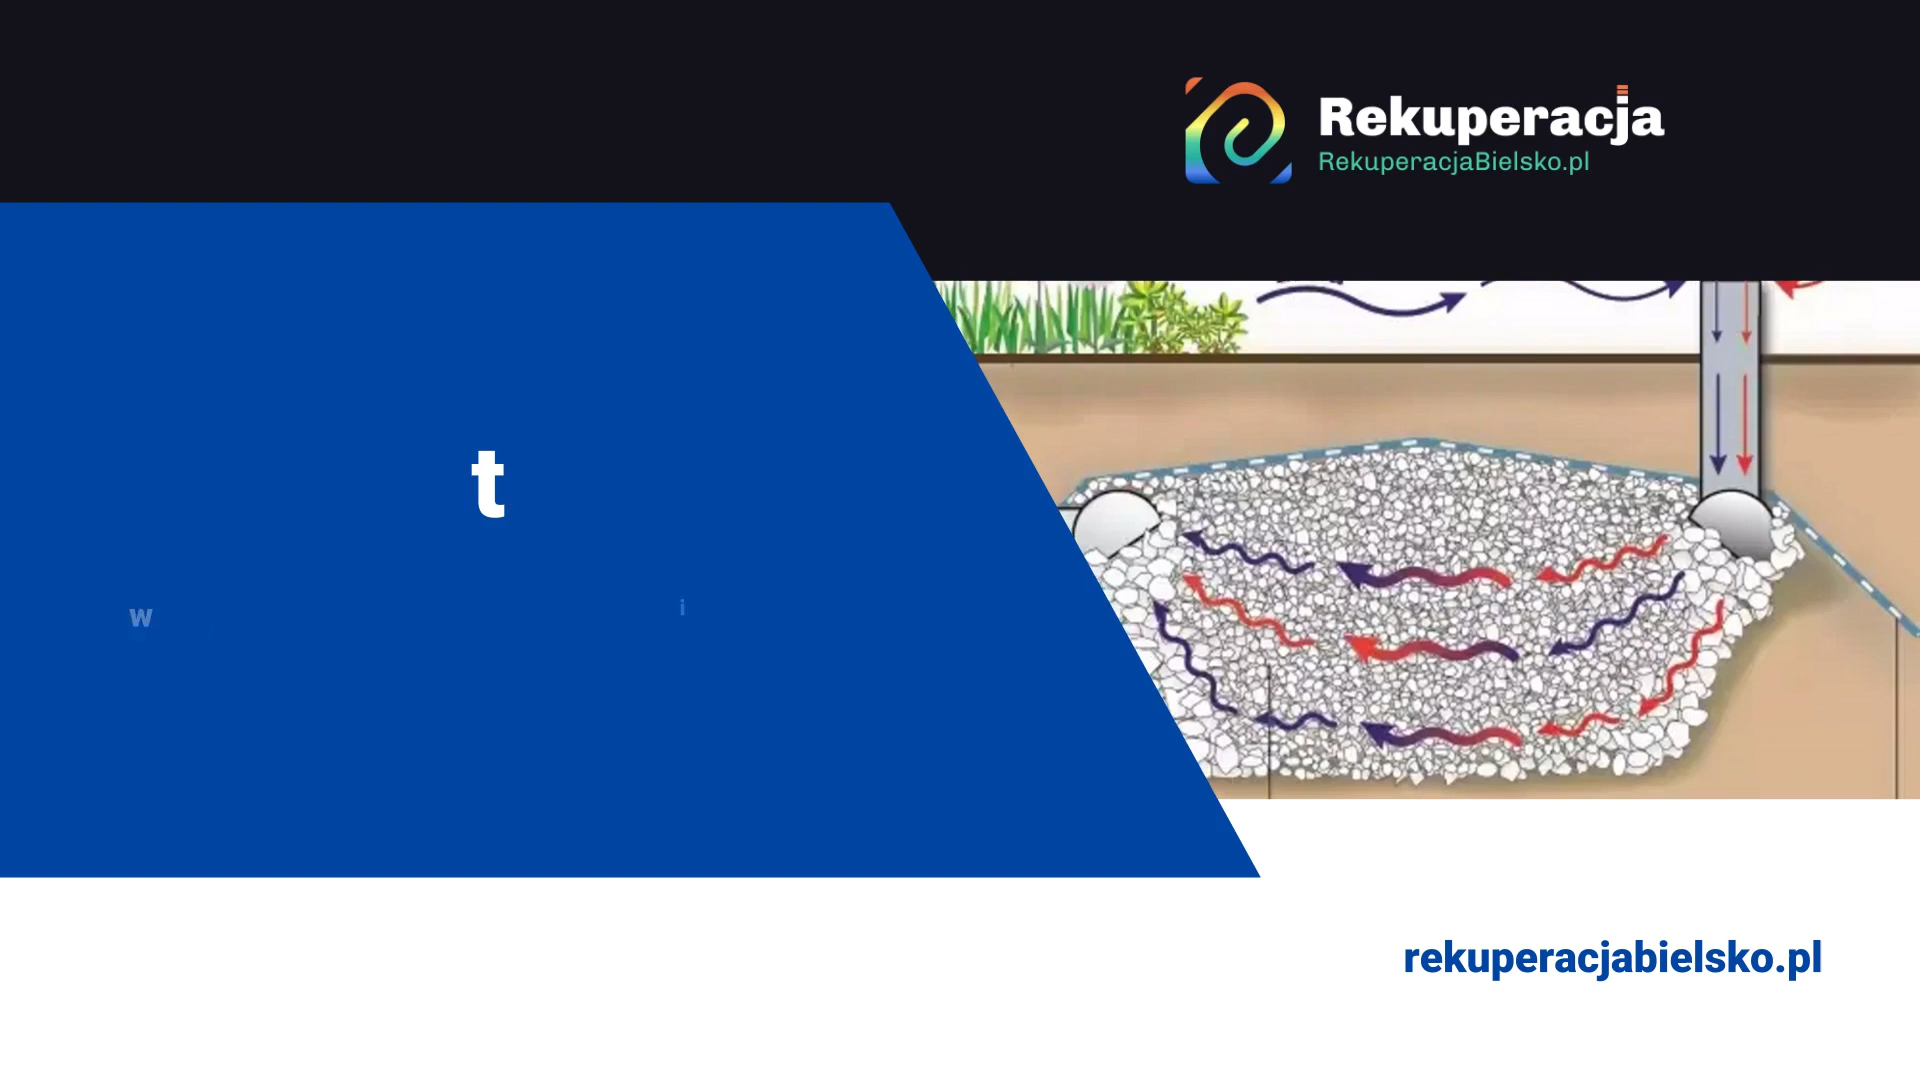 Rekuperacja
RekuperacjaBielsko.pl
t
w i
rekuperacjabielsko.pl